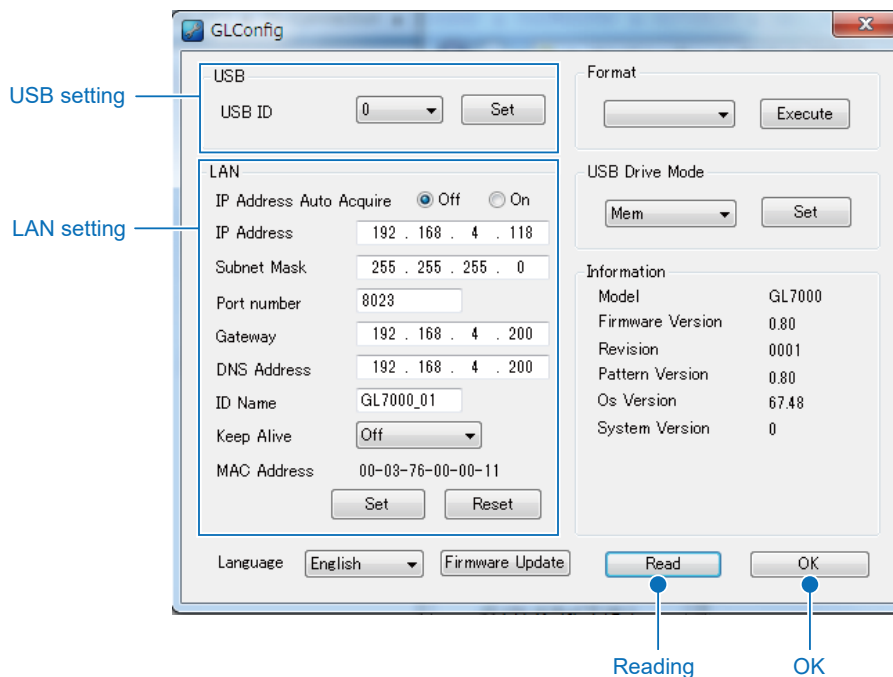 GLConfig
USB setting
USB
USB ID 0 Set
Format
Execute
LAN setting
LAN
IP Address Auto Acquire Off On
IP Address 192 . 168 . 4 . 118
Subnet Mask 255 . 255 . 255 . 0
Port number 8023
Gateway 192 . 168 . 4 . 200
DNS Address 192 . 168 . 4 . 200
ID Name GL7000_01
Keep Alive Off
MAC Address 00-03-76-00-00-11
Set Reset
USB Drive Mode
Mem Set
Information
Model GL7000
Firmware Version 0.80
Revision 0001
Pattern Version 0.80
Os Version 67.48
System Version 0
Language English Firmware Update Read OK
Reading OK